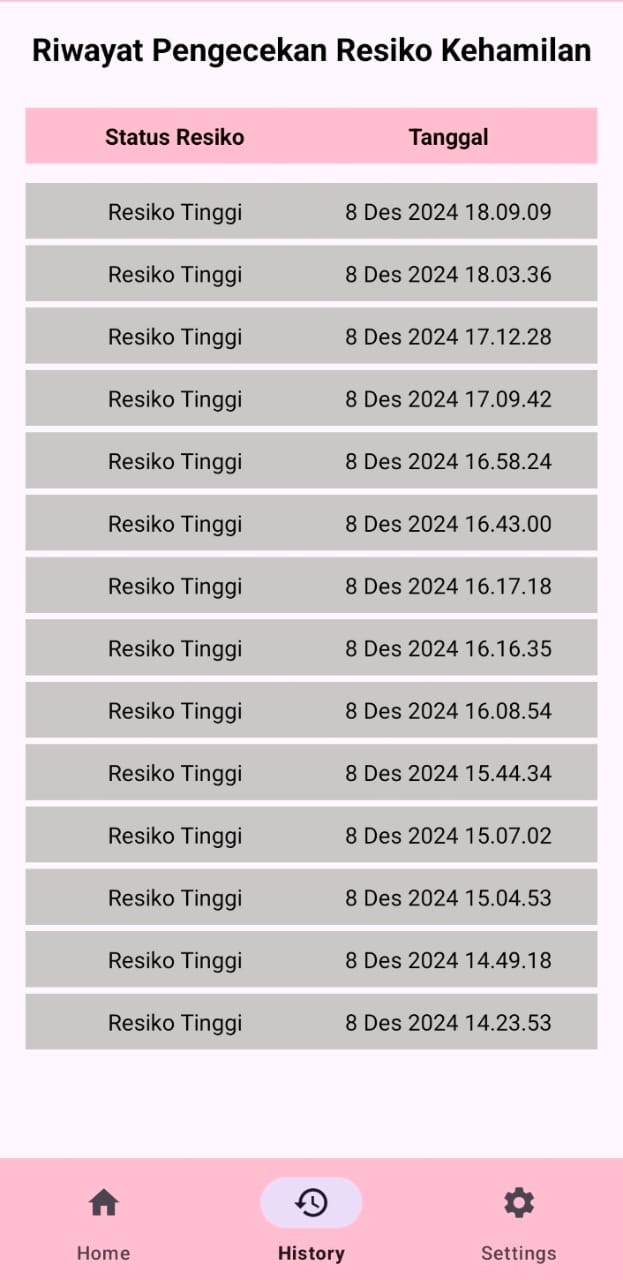 Riwayat Pengecekan Resiko Kehamilan
Status Resiko Tanggal
Resiko Tinggi 8 Des 2024 18.09.09
Resiko Tinggi 8 Des 2024 18.03.36
Resiko Tinggi 8 Des 2024 17.12.28
Resiko Tinggi 8 Des 2024 17.09.42
Resiko Tinggi 8 Des 2024 16.58.24
Resiko Tinggi 8 Des 2024 16.43.00
Resiko Tinggi 8 Des 2024 16.17.18
Resiko Tinggi 8 Des 2024 16.16.35
Resiko Tinggi 8 Des 2024 16.08.54
Resiko Tinggi 8 Des 2024 15.44.34
Resiko Tinggi 8 Des 2024 15.07.02
Resiko Tinggi 8 Des 2024 15.04.53
Resiko Tinggi 8 Des 2024 14.49.18
Resiko Tinggi 8 Des 2024 14.23.53
Home History Settings